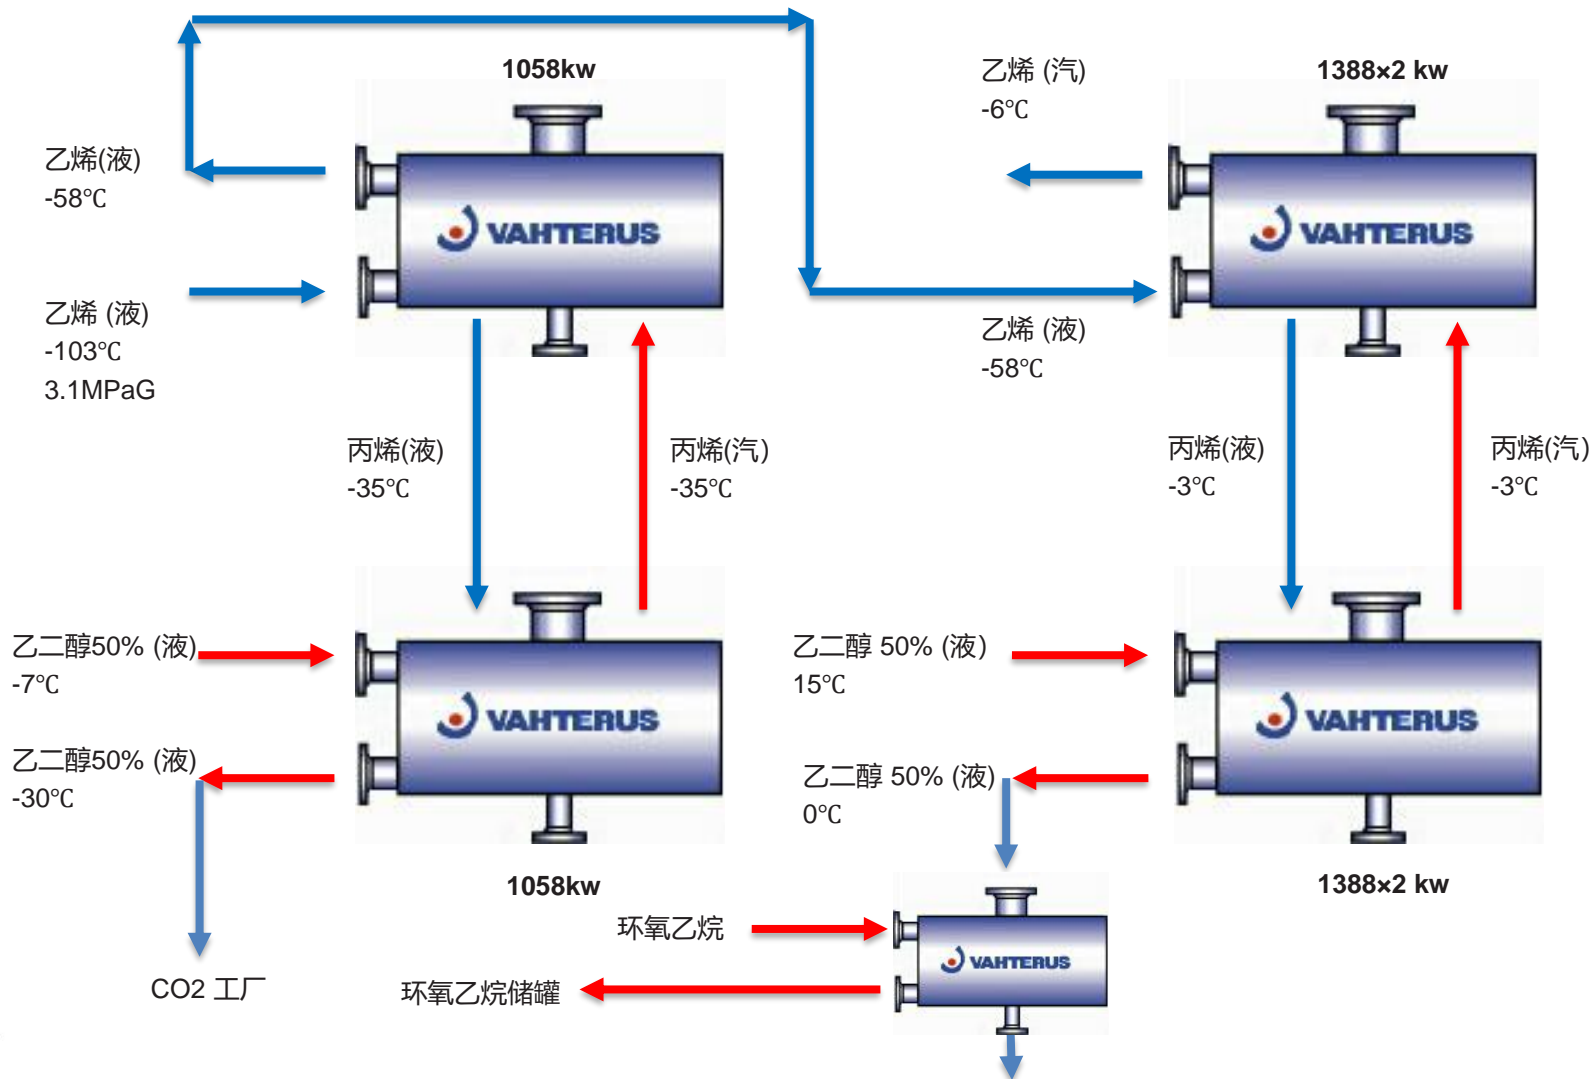 1058kw
乙烯 (汽)
-6℃
1388×2 kw
乙烯(液)
-58℃
VAHTERUS
VAHTERUS
乙烯 (液)
-103℃
3.1MPaG
乙烯 (液)
-58℃
丙烯(液)
-35℃
丙烯(汽)
-35℃
丙烯(液)
-3℃
丙烯(汽)
-3℃
乙二醇50% (液)
-7℃
VAHTERUS
乙二醇 50% (液)
15℃
VAHTERUS
乙二醇50% (液)
-30℃
乙二醇 50% (液)
0℃
1058kw
1388×2 kw
环氧乙烷
VAHTERUS
CO2 工厂
环氧乙烷储罐